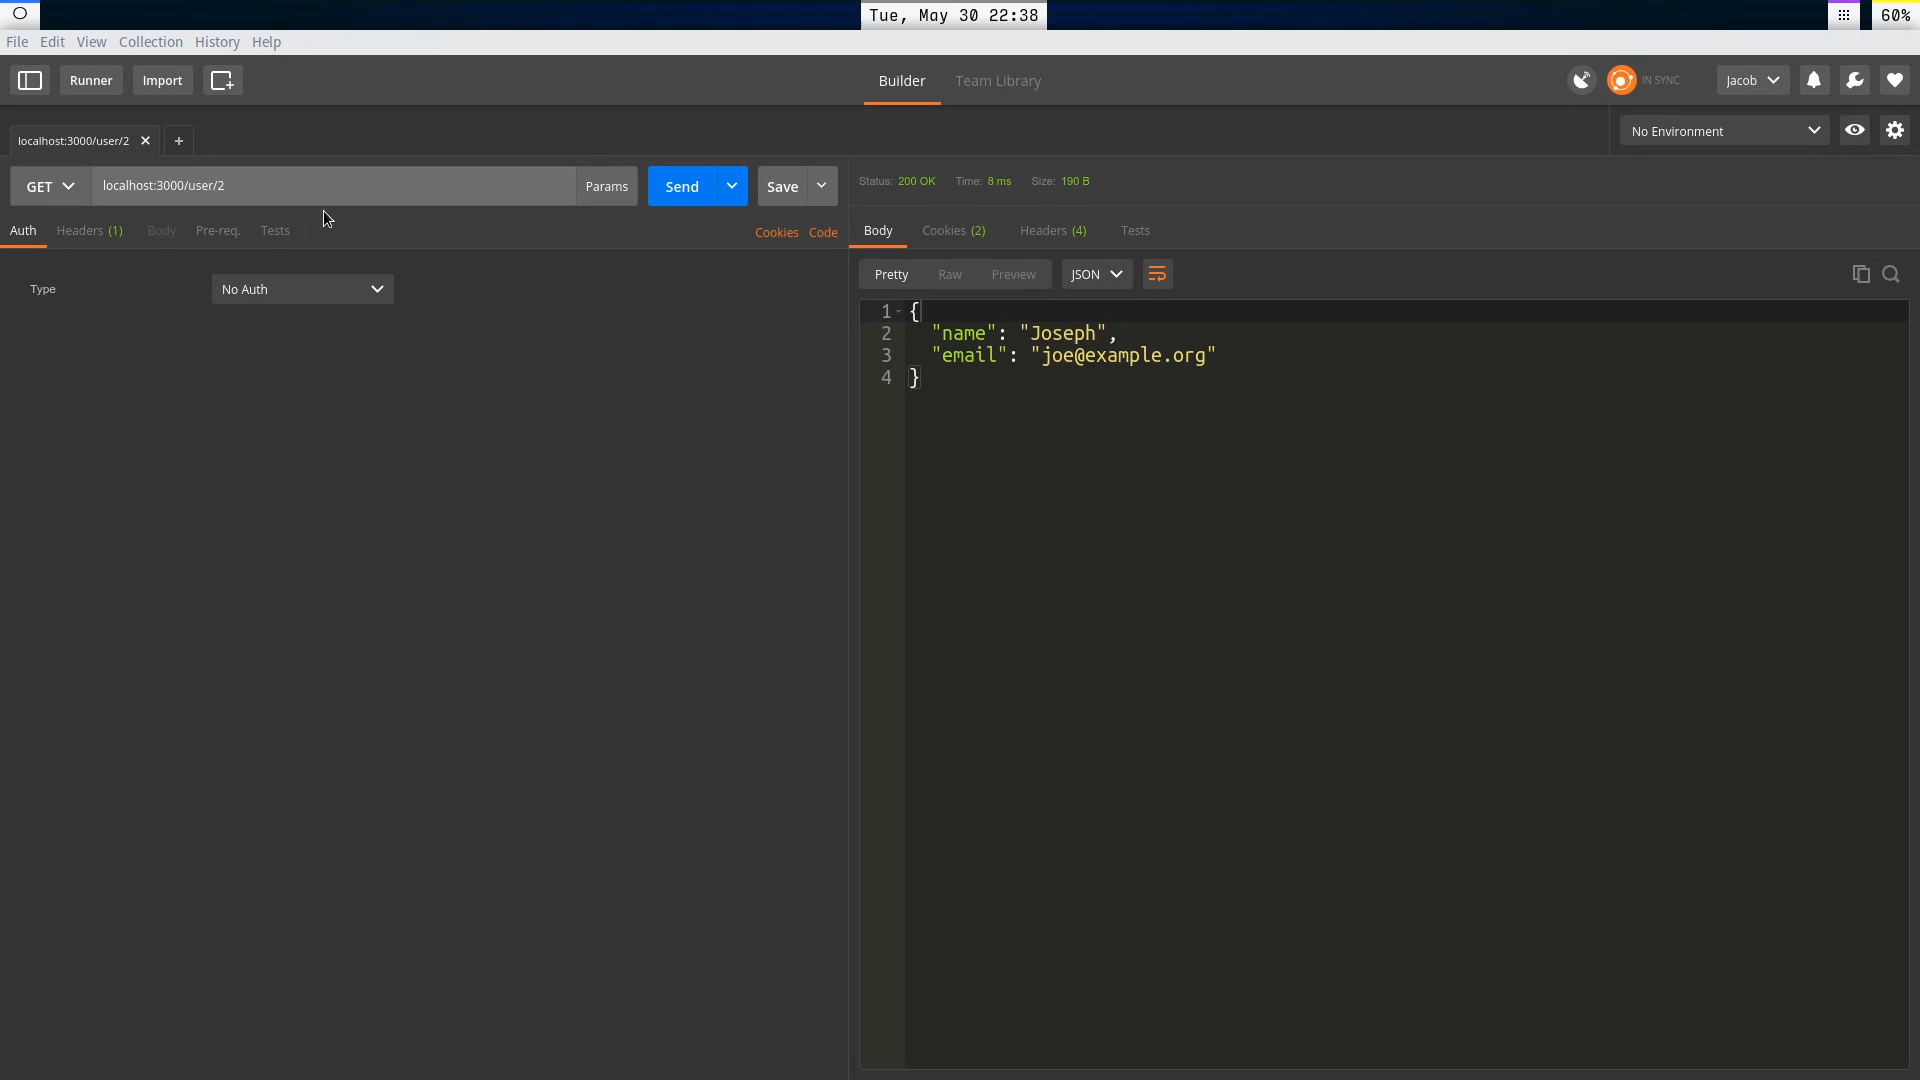 Tue, May 30 22:38
60%
File Edit View Collection History Help
Runner Import Builder Team Library IN SYNC Jacob
localhost:3000/user/2 No Environment
GET localhost:3000/user/2 Params Send Save
Status: 200 OK Time: 8 ms Size: 190 B
Auth Headers (1) Body Pre-req. Tests Cookies Code
Body Cookies (2) Headers (4) Tests
Type No Auth
Pretty Raw Preview JSON
1 {
2 "name": "Joseph",
3 "email": "joe@example.org"
4 }